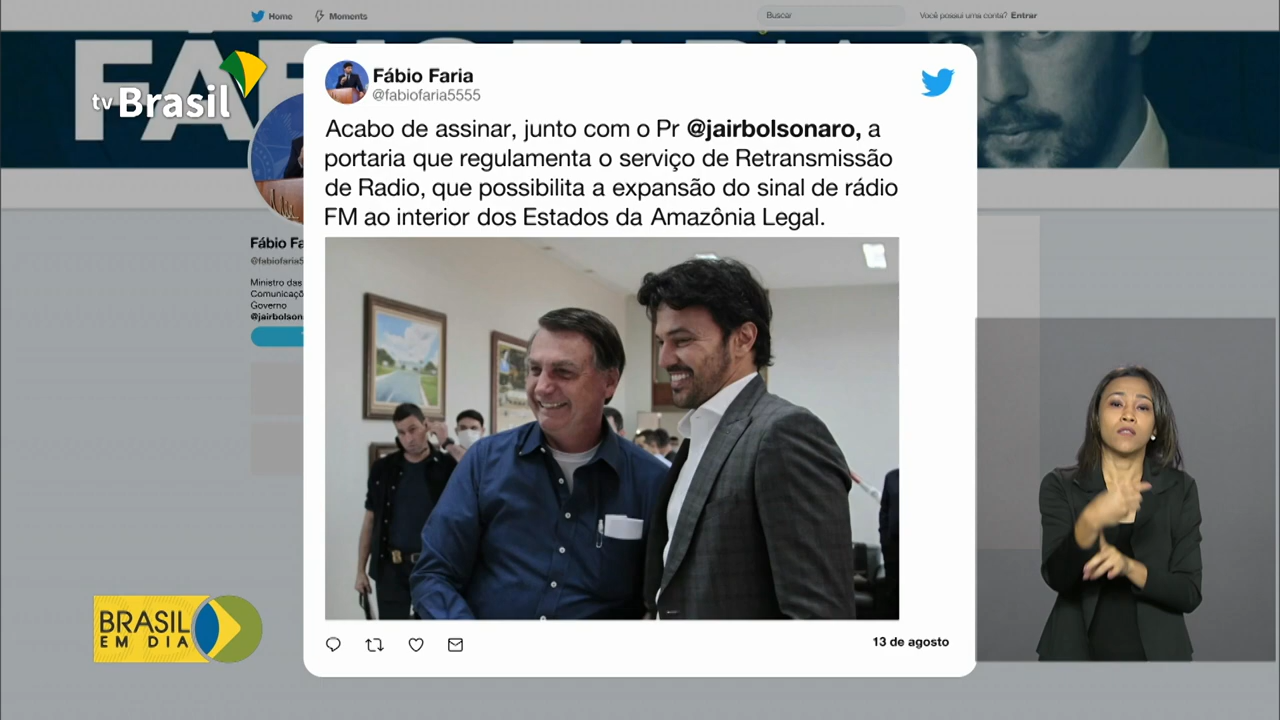 Home
Moments
Buscar
Você possui uma conta? Entrar
tv Brasil
Fábio Faria
@fabiofaria5555
Acabo de assinar, junto com o Pr @jairbolsonaro, a
portaria que regulamenta o serviço de Retransmissão
de Radio, que possibilita a expansão do sinal de rádio
FM ao interior dos Estados da Amazônia Legal.
Fábio Fa
@fabiofaria5
Ministro das
Comunicaçõ
Governo
@jairbolson
13 de agosto
BRASIL
EM DIA